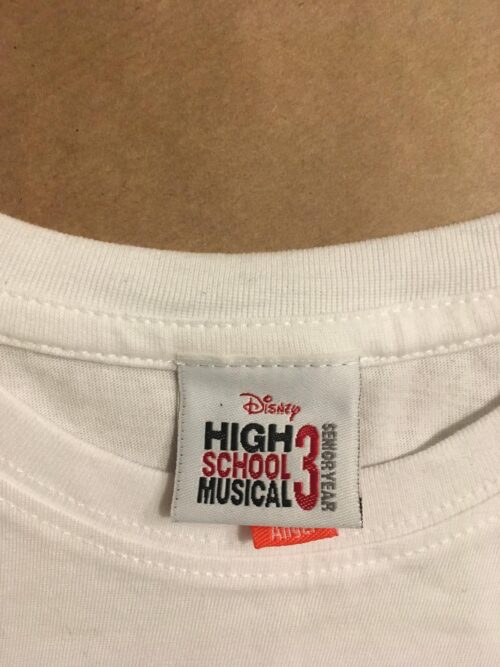 Disney
HIGH
SCHOOL
MUSICAL
3
SENIOR YEAR